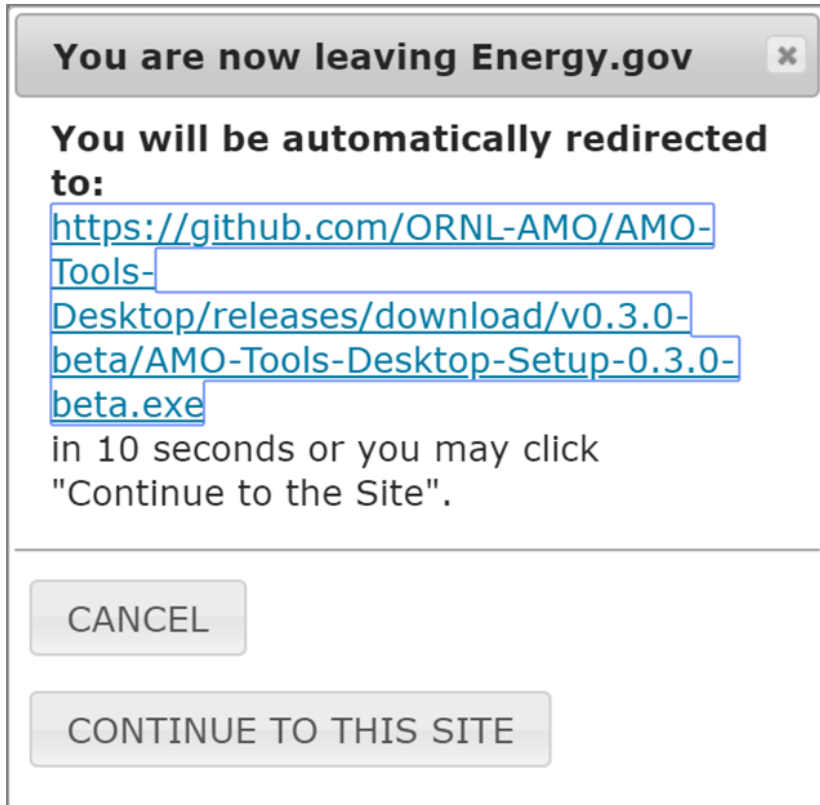 You are now leaving Energy.gov
You will be automatically redirected
to:
https://github.com/ORNL-AMO/AMO-
Tools-
Desktop/releases/download/v0.3.0-
beta/AMO-Tools-Desktop-Setup-0.3.0-
beta.exe
in 10 seconds or you may click
"Continue to the Site".
CANCEL
CONTINUE TO THIS SITE